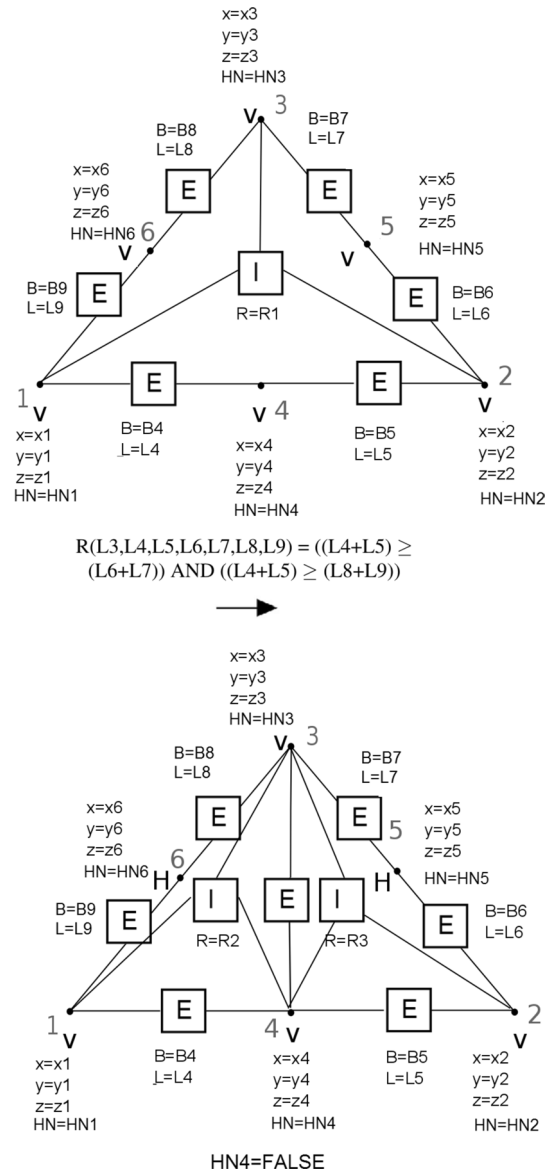 x=x3
y=y3
z=z3
HN=HN3
v 3
B=B8
L=L8
B=B7
L=L7
E
E
x=x6
y=y6
z=z6
HN=HN6
6
v
x=x5
y=y5
z=z5
HN=HN5
5
v
I
R=R1
B=B9
L=L9
E
E
B=B6
L=L6
1
v
E
E
2
v
B=B4
L=L4
v 4
B=B5
L=L5
x=x1
y=y1
z=z1
HN=HN1
x=x4
y=y4
z=z4
HN=HN4
x=x2
y=y2
z=z2
HN=HN2
R(L3,L4,L5,L6,L7,L8,L9) = ((L4+L5) ≥
(L6+L7)) AND ((L4+L5) ≥ (L8+L9))
x=x3
y=y3
z=z3
HN=HN3
v 3
B=B8
L=L8
B=B7
L=L7
E
E
x=x6
y=y6
z=z6
HN=HN6
6
H
x=x5
y=y5
z=z5
HN=HN5
5
H
I
E
I
R=R2
R=R3
B=B9
L=L9
E
E
B=B6
L=L6
1
v
E
E
2
v
B=B4
L=L4
4 v
B=B5
L=L5
x=x1
y=y1
z=z1
HN=HN1
x=x4
y=y4
z=z4
HN=HN4
x=x2
y=y2
z=z2
HN=HN2
HN4=FALSE